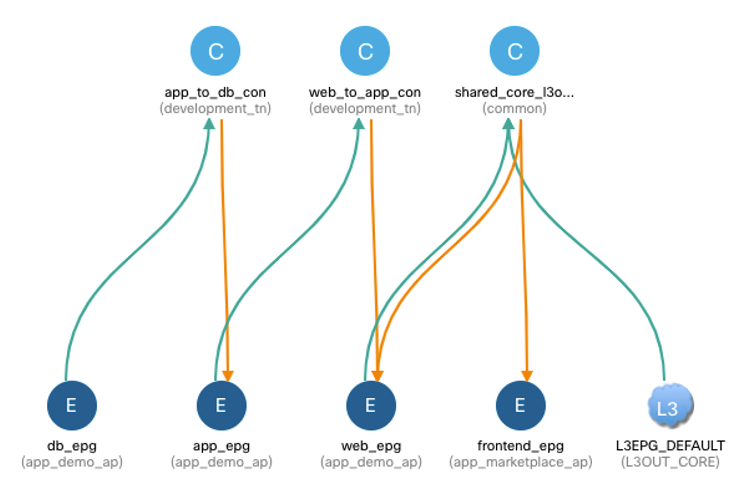 C C C
app_to_db_con web_to_app_con shared_core_l3o...
(development_tn) (development_tn) (common)
E E E E L3
db_epg app_epg web_epg frontend_epg L3EPG_DEFAULT
(app_demo_ap) (app_demo_ap) (app_demo_ap) (app_marketplace_ap) (L3OUT_CORE)